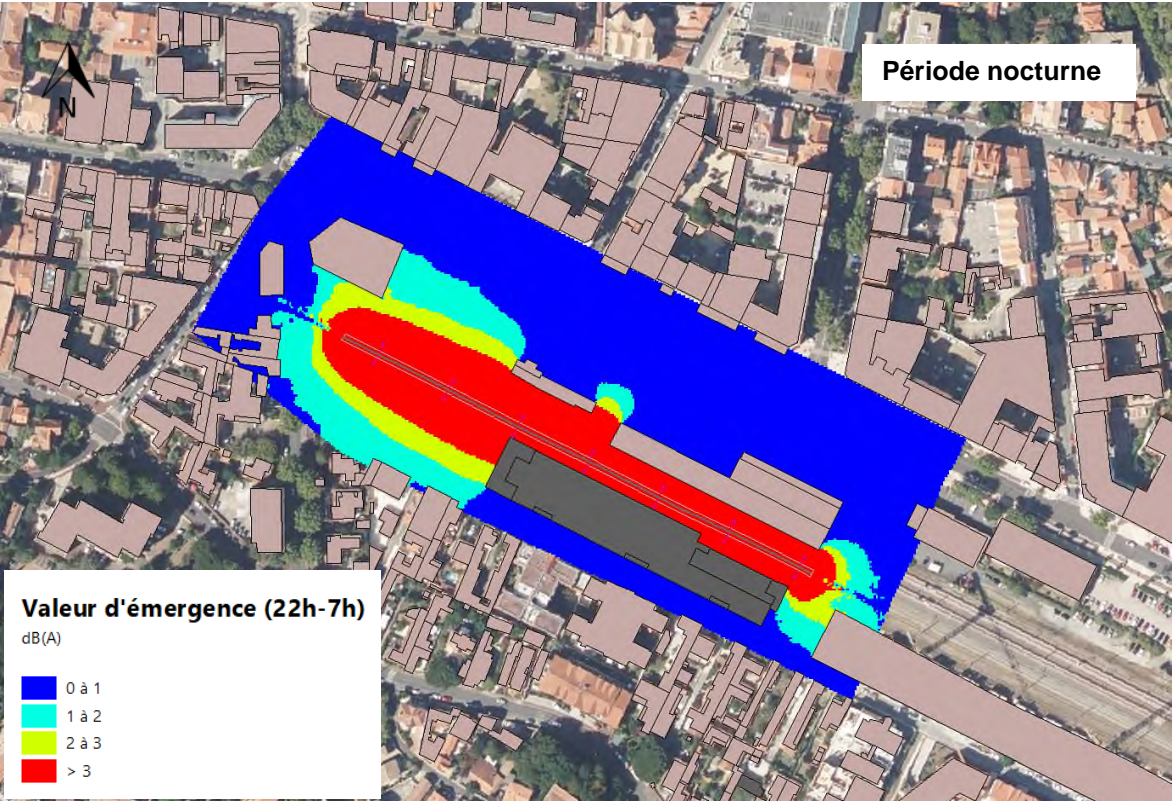 Période nocturne
N
Valeur d'émergence (22h-7h)
dB(A)
0 à 1
1 à 2
2 à 3
> 3